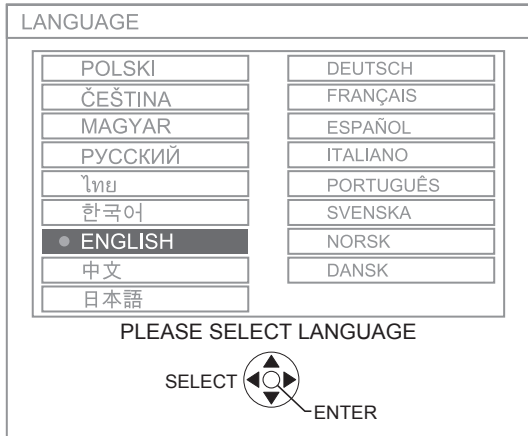 LANGUAGE
POLSKI
ČEŠTINA
MAGYAR
РУССКИЙ
ไทย
한국어
ENGLISH
中文
日本語
DEUTSCH
FRANÇAIS
ESPAÑOL
ITALIANO
PORTUGUÊS
SVENSKA
NORSK
DANSK
PLEASE SELECT LANGUAGE
SELECT
ENTER